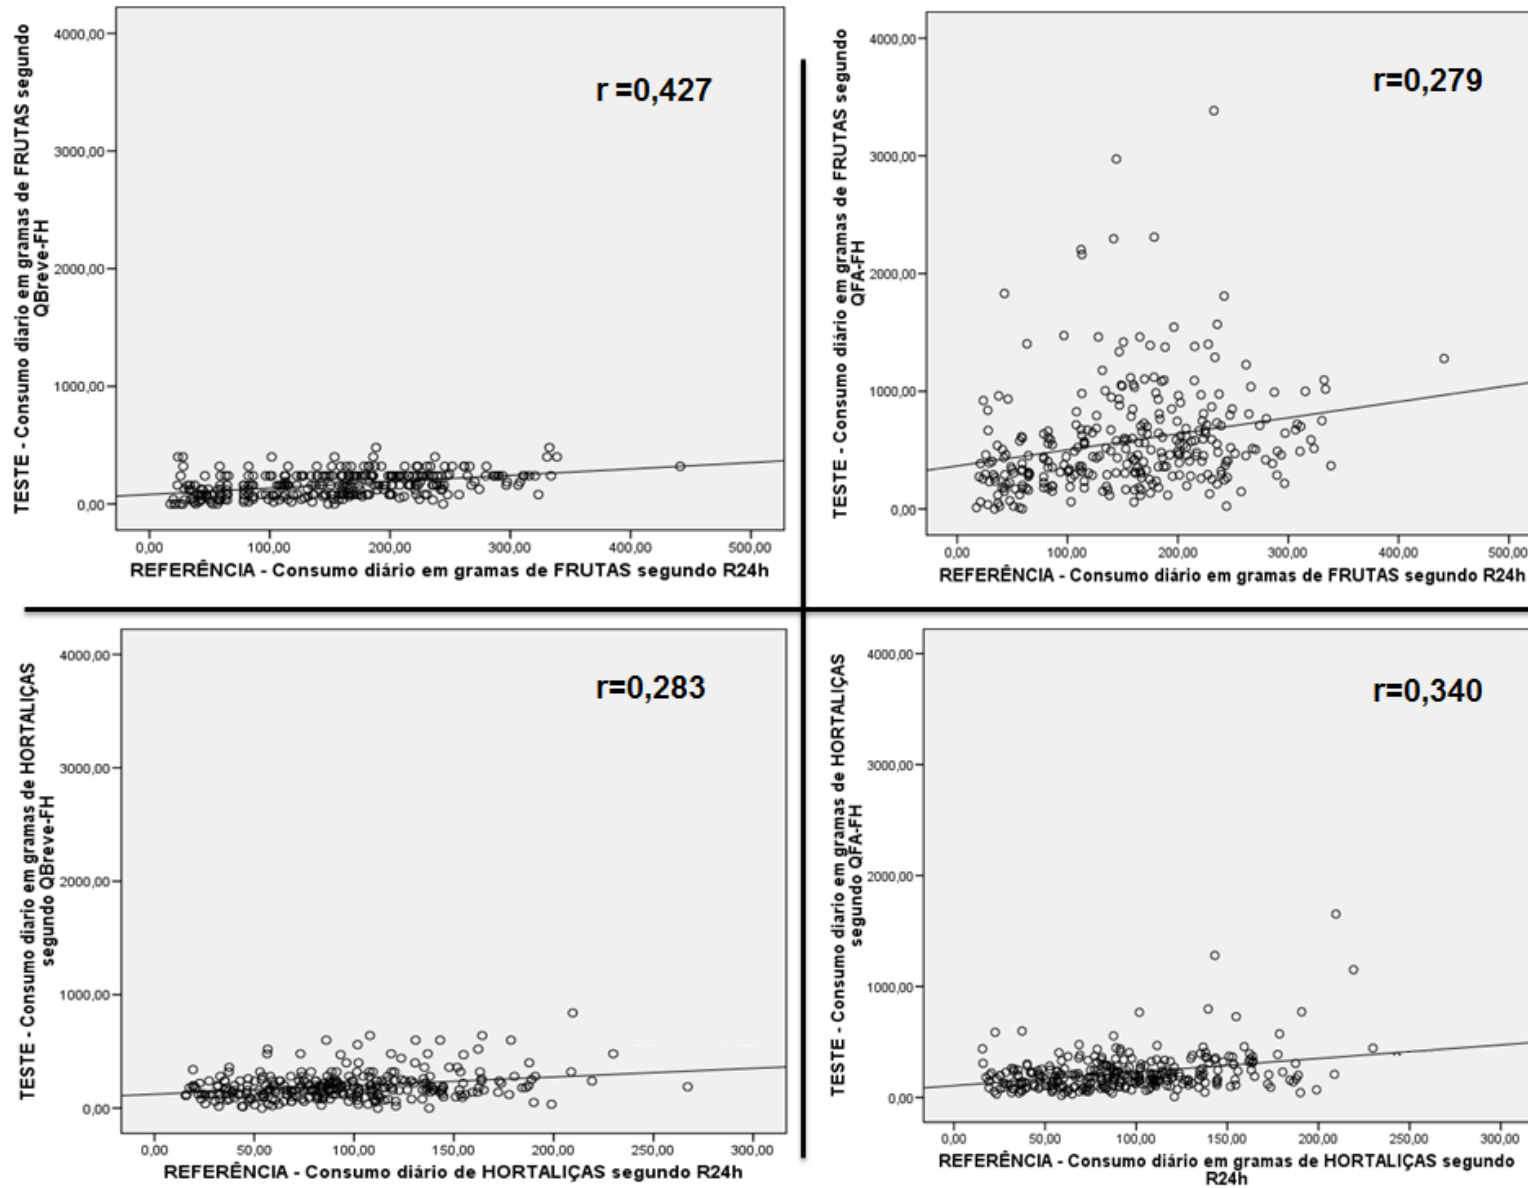 TESTE - Consumo diario em gramas de FRUTAS segundo
QBreve-FH
4000,00
3000,00
2000,00
1000,00
0,00
r =0,427
0,00 100,00 200,00 300,00 400,00 500,00
REFERÊNCIA - Consumo diário em gramas de FRUTAS segundo R24h
TESTE - Consumo diário em gramas de FRUTAS segundo
QFA-FH
4000,00
3000,00
2000,00
1000,00
0,00
r=0,279
0,00 100,00 200,00 300,00 400,00 500,00
REFERÊNCIA - Consumo diário em gramas de FRUTAS segundo R24h
TESTE - Consumo diario em gramas de HORTALIÇAS
segundo QBreve-FH
4000,00
3000,00
2000,00
1000,00
0,00
r=0,283
0,00 50,00 100,00 150,00 200,00 250,00 300,00
REFERÊNCIA - Consumo diário de HORTALIÇAS segundo R24h
TESTE - Consumo diario em gramas de HORTALIÇAS
segundo QFA-FH
4000,00
3000,00
2000,00
1000,00
0,00
r=0,340
0,00 50,00 100,00 150,00 200,00 250,00 300,00
REFERÊNCIA - Consumo diário em gramas de HORTALIÇAS segundo
R24h